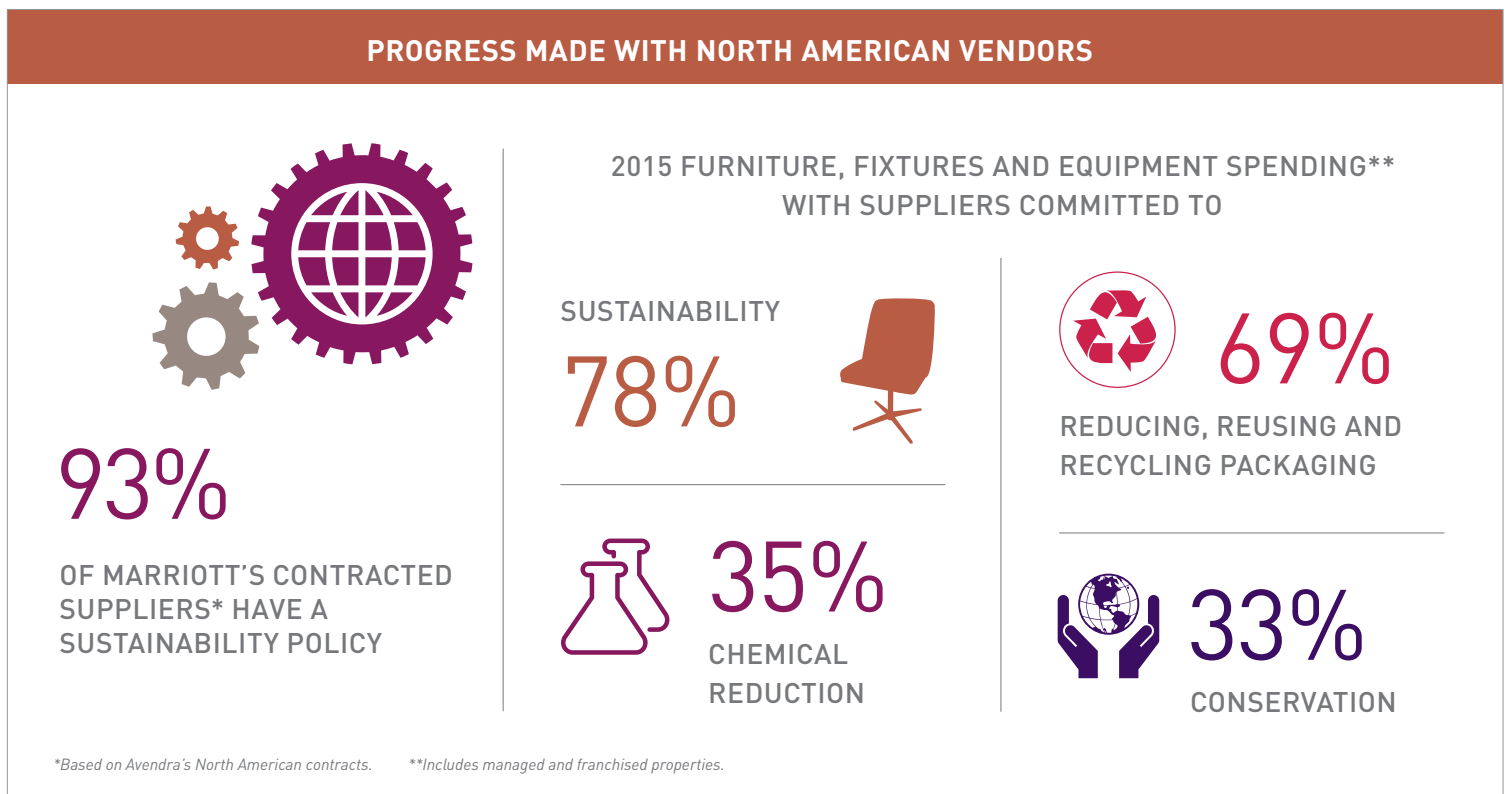 PROGRESS MADE WITH NORTH AMERICAN VENDORS
93%
OF MARRIOTT’S CONTRACTED
SUPPLIERS* HAVE A
SUSTAINABILITY POLICY
2015 FURNITURE, FIXTURES AND EQUIPMENT SPENDING**
WITH SUPPLIERS COMMITTED TO
SUSTAINABILITY
78%
35%
CHEMICAL
REDUCTION
69%
REDUCING, REUSING AND
RECYCLING PACKAGING
33%
CONSERVATION
*Based on Avendra’s North American contracts.
**Includes managed and franchised properties.